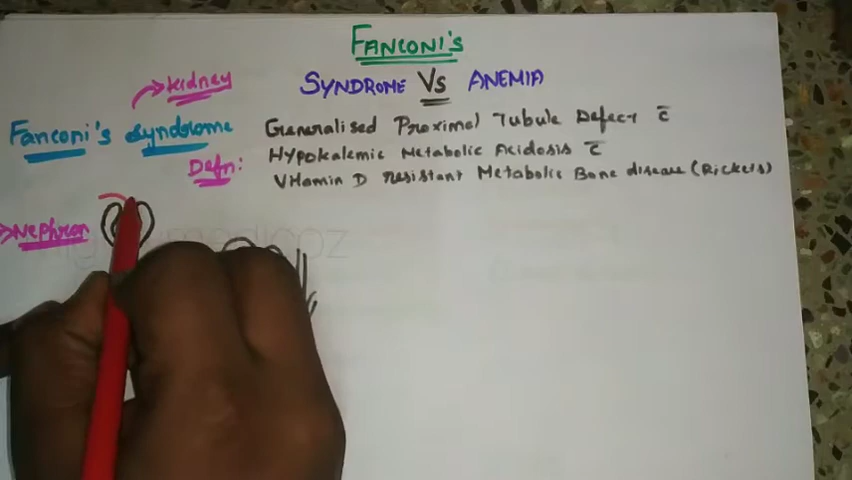 FANCONI'S
SYNDROME Vs ANEMIA
Kidney
Fanconi's Syndrome
Defn:
Generalised Proximal Tubule Defect c̄
Hypokalemic Metabolic Acidosis c̄
Vitamin D resistant Metabolic Bone disease (Rickets)
Nephron